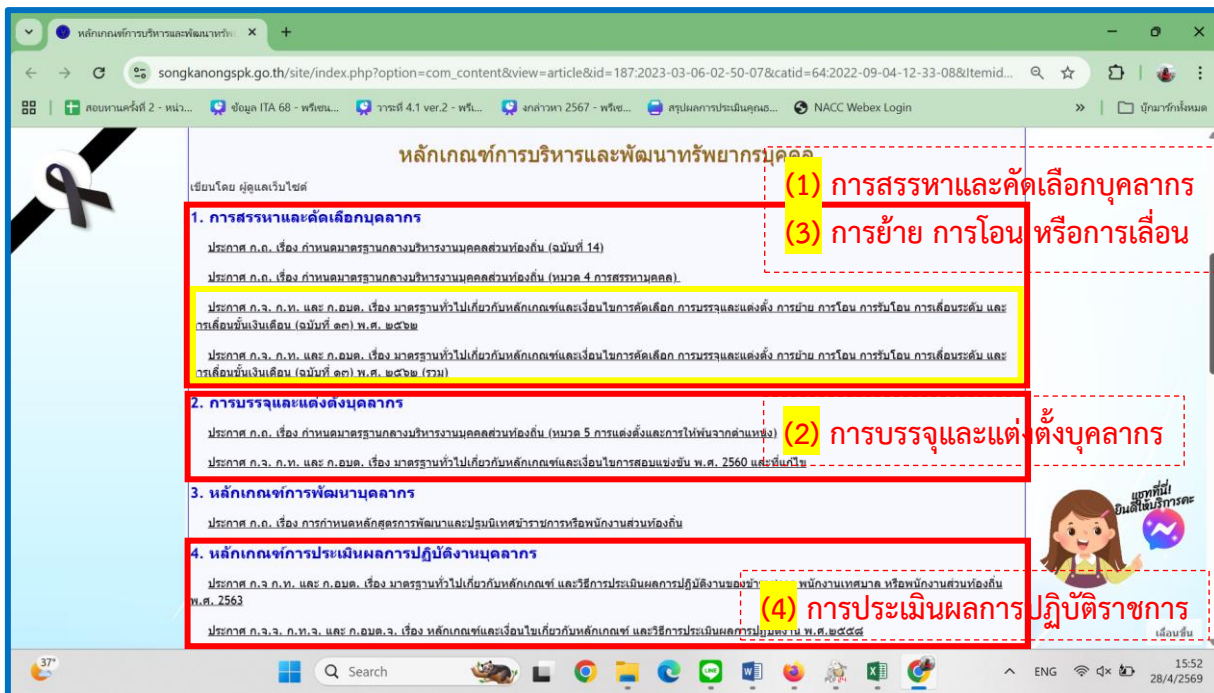 หลักเกณฑ์การบริหารและพัฒนาทรัพ
songkanongspk.go.th/site/index.php?option=com_content&view=article&id=187:2023-03-06-02-50-07&catid=64:2022-09-04-12-33-08&Itemid...
สอบทานครั้งที่ 2 - หน่ว... ข้อมูล ITA 68 - พรีเซน... วาระที่ 4.1 ver.2 - พรี... งกล่าวหา 2567 - พรีเซ... สรุปผลการประเมินคุณธ... NACC Webex Login » บุ๊กมาร์กทั้งหมด
หลักเกณฑ์การบริหารและพัฒนาทรัพยากรบุคคล
เขียนโดย ผู้ดูแลเว็บไซต์
(1) การสรรหาและคัดเลือกบุคลากร
(3) การย้าย การโอน หรือการเลื่อน
1. การสรรหาและคัดเลือกบุคลากร
ประกาศ ก.ถ. เรื่อง กำหนดมาตรฐานกลางบริหารงานบุคคลส่วนท้องถิ่น (ฉบับที่ 14)
ประกาศ ก.ถ. เรื่อง กำหนดมาตรฐานกลางบริหารงานบุคคลส่วนท้องถิ่น (หมวด 4 การสรรหาบุคคล)
ประกาศ ก.จ. ก.ท. และ ก.อบต. เรื่อง มาตรฐานทั่วไปเกี่ยวกับหลักเกณฑ์และเงื่อนไขการคัดเลือก การบรรจุและแต่งตั้ง การย้าย การโอน การรับโอน การเลื่อนระดับ และ
การเลื่อนขั้นเงินเดือน (ฉบับที่ ๑๓) พ.ศ. ๒๕๖๒
ประกาศ ก.จ. ก.ท. และ ก.อบต. เรื่อง มาตรฐานทั่วไปเกี่ยวกับหลักเกณฑ์และเงื่อนไขการคัดเลือก การบรรจุและแต่งตั้ง การย้าย การโอน การรับโอน การเลื่อนระดับ และ
การเลื่อนขั้นเงินเดือน (ฉบับที่ ๑๓) พ.ศ. ๒๕๖๒ (รวม)
2. การบรรจุและแต่งตั้งบุคลากร
ประกาศ ก.ถ. เรื่อง กำหนดมาตรฐานกลางบริหารงานบุคคลส่วนท้องถิ่น (หมวด 5 การแต่งตั้งและการให้พ้นจากตำแหน่ง)
(2) การบรรจุและแต่งตั้งบุคลากร
ประกาศ ก.จ. ก.ท. และ ก.อบต. เรื่อง มาตรฐานทั่วไปเกี่ยวกับหลักเกณฑ์และเงื่อนไขการสอบแข่งขัน พ.ศ. 2560 และที่แก้ไข
3. หลักเกณฑ์การพัฒนาบุคลากร
ประกาศ ก.ถ. เรื่อง การกำหนดหลักสูตรการพัฒนาและปฐมนิเทศข้าราชการหรือพนักงานส่วนท้องถิ่น
แชทที่นี่!
ยินดีให้บริการคะ
4. หลักเกณฑ์การประเมินผลการปฏิบัติงานบุคลากร
ประกาศ ก.จ ก.ท. และ ก.อบต. เรื่อง มาตรฐานทั่วไปเกี่ยวกับหลักเกณฑ์ และวิธีการประเมินผลการปฏิบัติงานของข้าราชการ พนักงานเทศบาล หรือพนักงานส่วนท้องถิ่น
พ.ศ. 2563
(4) การประเมินผลการปฏิบัติราชการ
ประกาศ ก.จ.จ. ก.ท.จ. และ ก.อบต.จ. เรื่อง หลักเกณฑ์และเงื่อนไขเกี่ยวกับหลักเกณฑ์ และวิธีการประเมินผลการปฏิบัติงาน พ.ศ.๒๕๕๘
เลื่อนขึ้น
37°
Search
ENG
15:52
28/4/2569